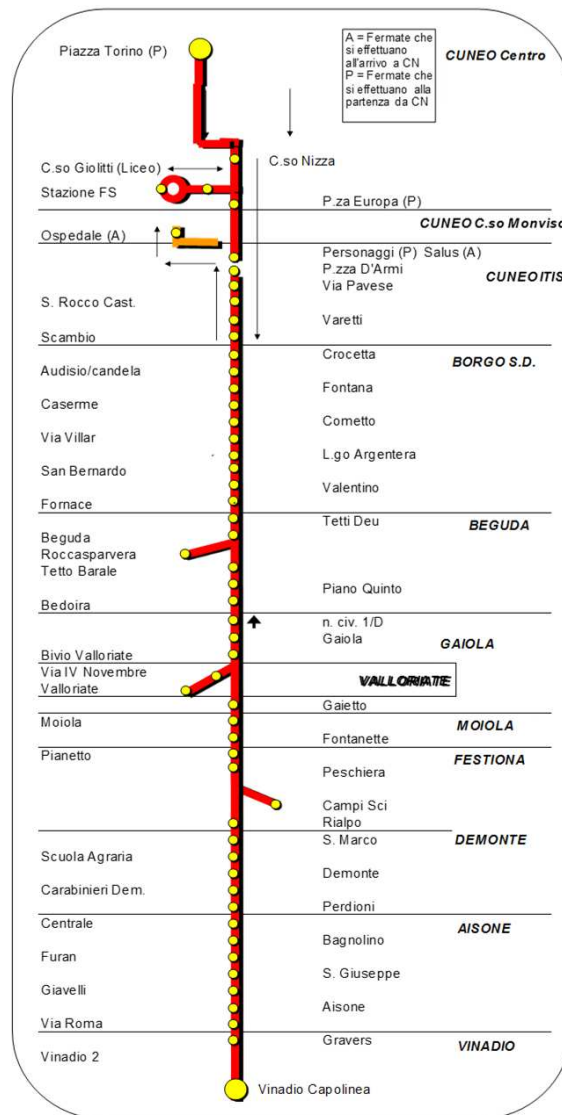 Piazza Torino (P)
A = Fermate che
si effettuano
all'arrivo a CN
P = Fermate che
si effettuano alla
partenza da CN
CUNEO Centro
C.so Nizza
C.so Giolitti (Liceo)
Stazione FS
P.za Europa (P)
CUNEO C.so Monviso
Ospedale (A)
Personaggi (P) Salus (A)
P.zza D'Armi
CUNEO ITIS
Via Pavese
S. Rocco Cast.
Varetti
Scambio
Crocetta
BORGO S.D.
Audisio/candela
Fontana
Caserme
Cometto
Via Villar
L.go Argentera
San Bernardo
Valentino
Fornace
Tetti Deu
BEGUDA
Beguda
Roccasparvera
Tetto Barale
Piano Quinto
Bedoira
n. civ. 1/D
Gaiola
GAIOLA
Bivio Valloriate
Via IV Novembre
VALLORIATE
Valloriate
Gaietto
Moiola
MOIOLA
Fontanette
Pianetto
FESTIONA
Peschiera
Campi Sci
Rialpo
S. Marco
DEMONTE
Scuola Agraria
Demonte
Carabinieri Dem.
Perdioni
Centrale
AISONE
Bagnolino
Furan
S. Giuseppe
Giavelli
Aisone
Via Roma
Gravers
VINADIO
Vinadio 2
Vinadio Capolinea